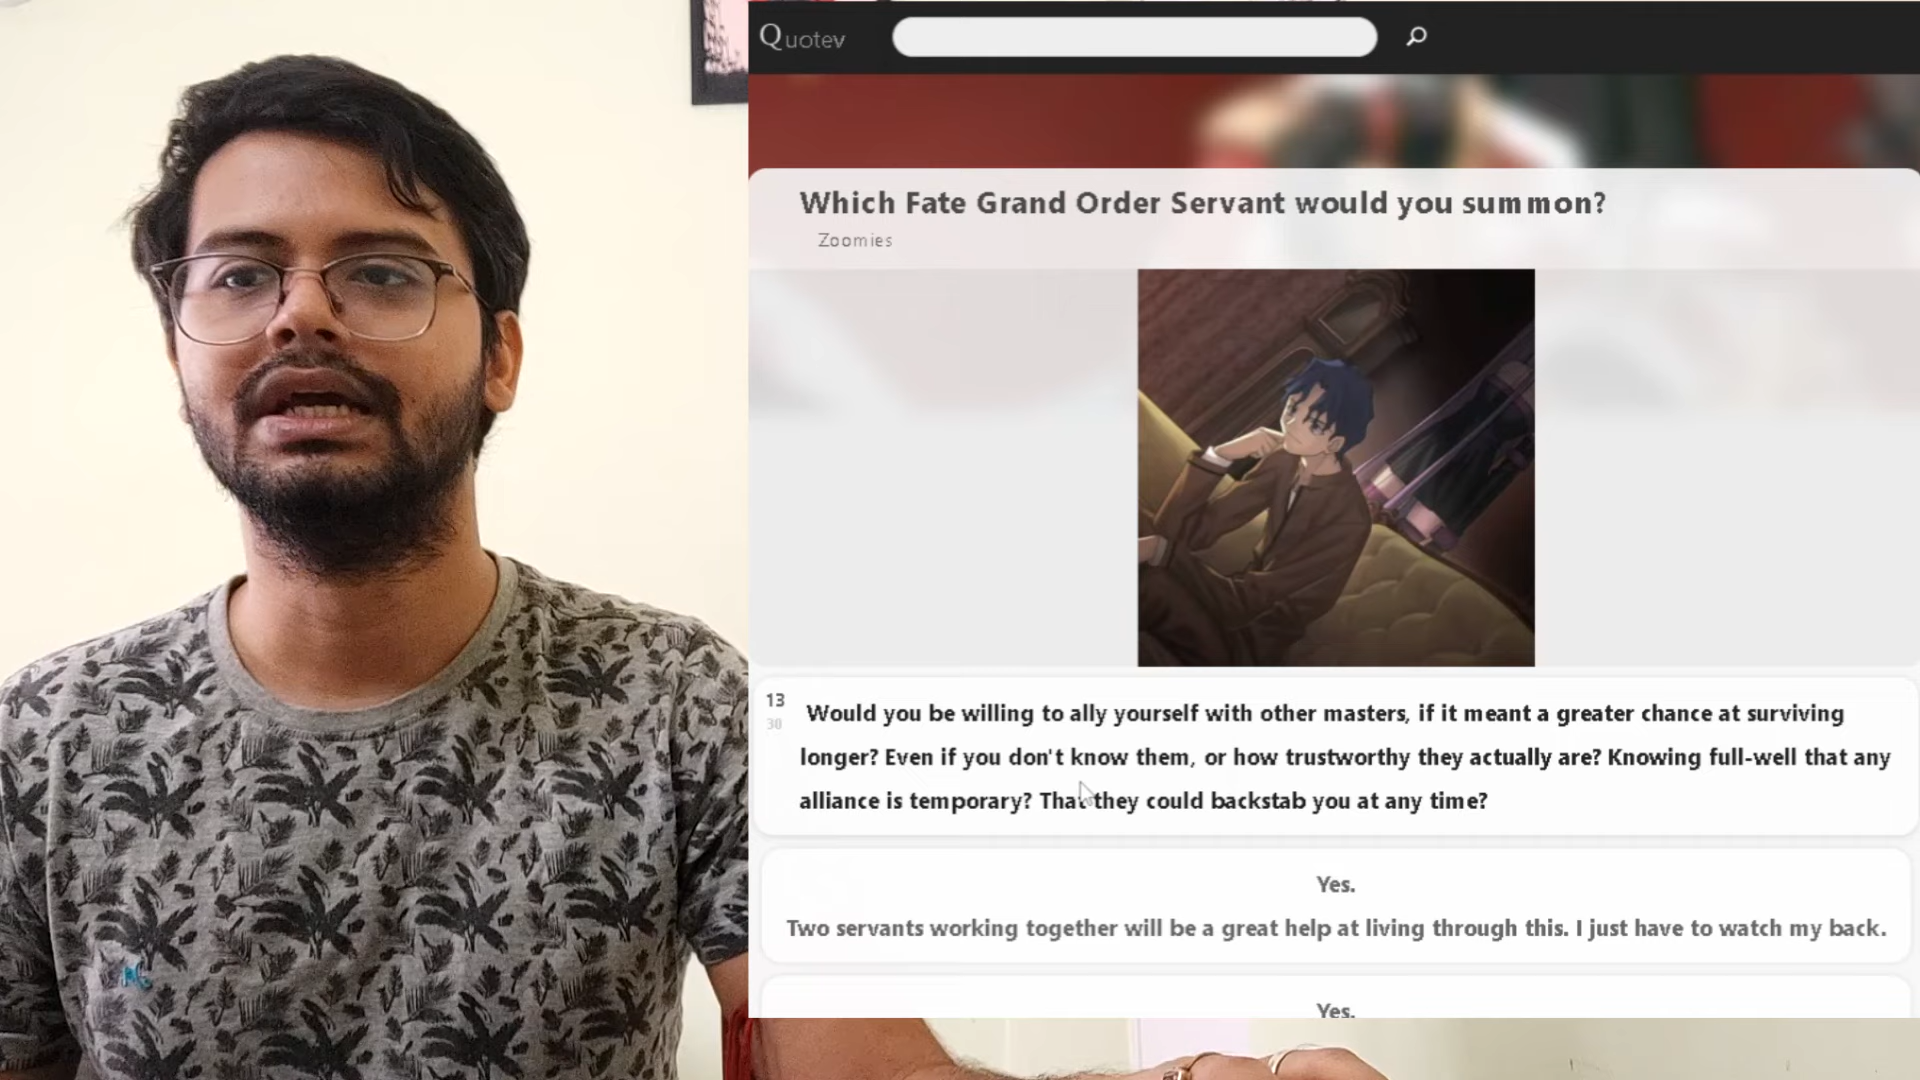 Quotev
Which Fate Grand Order Servant would you summon?
Zoomies
13
30
Would you be willing to ally yourself with other masters, if it meant a greater chance at surviving
longer? Even if you don't know them, or how trustworthy they actually are? Knowing full-well that any
alliance is temporary? That they could backstab you at any time?
Yes.
Two servants working together will be a great help at living through this. I just have to watch my back.
Yes.